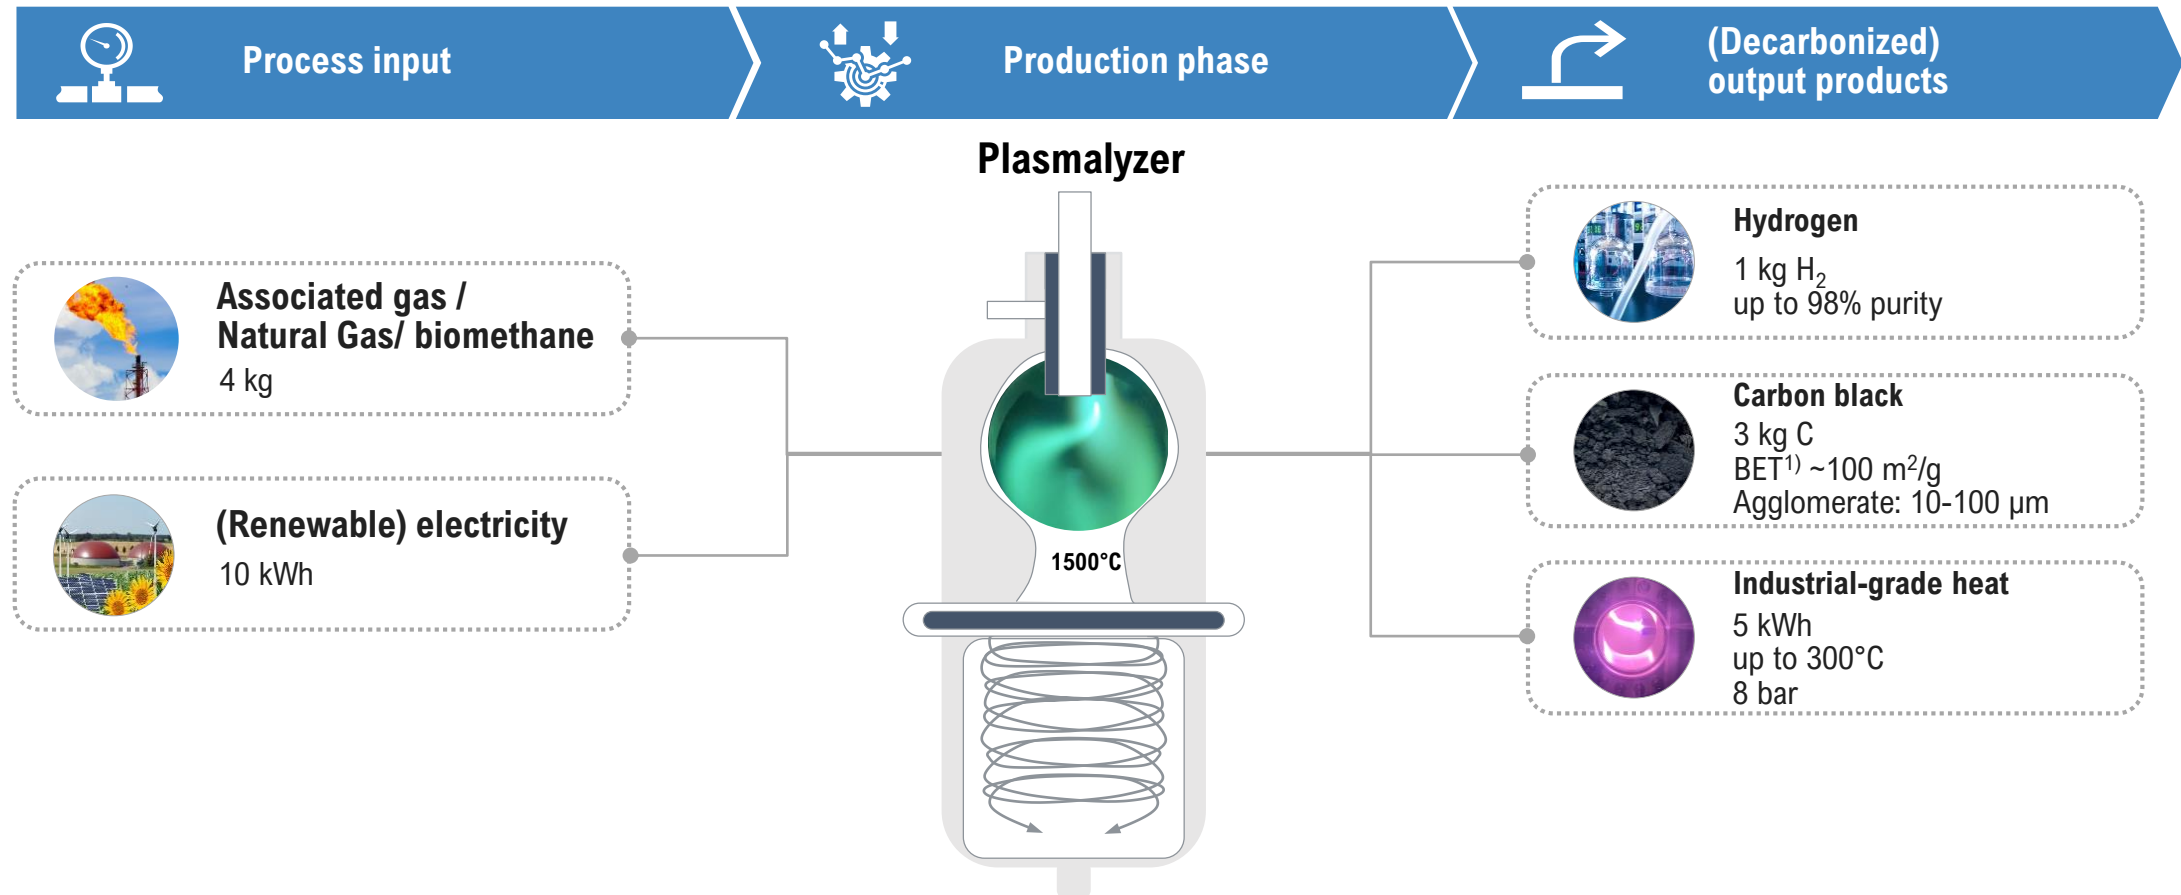 Process input
Production phase
(Decarbonized)
output products
Plasmalyzer
Associated gas /
Natural Gas/ biomethane
4 kg
(Renewable) electricity
10 kWh
1500°C
Hydrogen
1 kg H₂
up to 98% purity
Carbon black
3 kg C
BET¹⁾ ~100 m²/g
Agglomerate: 10-100 µm
Industrial-grade heat
5 kWh
up to 300°C
8 bar